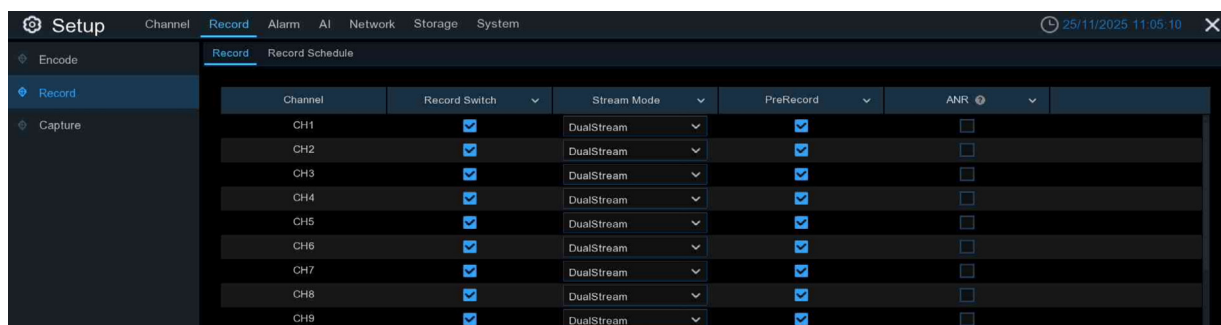 Setup Channel Record Alarm AI Network Storage System 25/11/2025 11:05:10
Encode
Record
Capture
Record Record Schedule
Channel Record Switch Stream Mode PreRecord ANR
CH1 DualStream
CH2 DualStream
CH3 DualStream
CH4 DualStream
CH5 DualStream
CH6 DualStream
CH7 DualStream
CH8 DualStream
CH9 DualStream